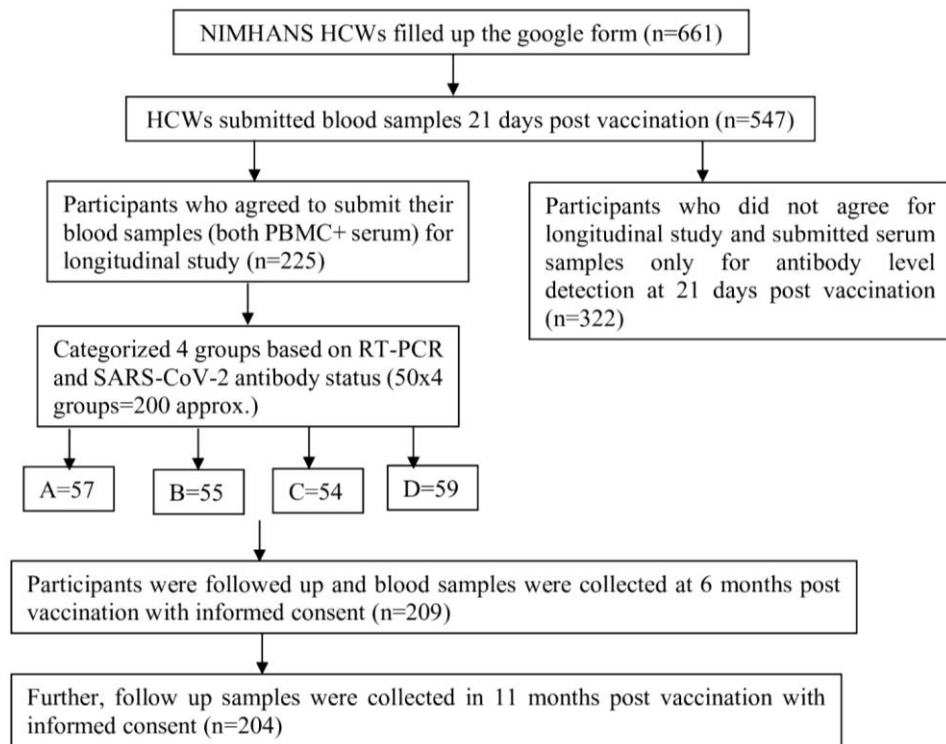 NIMHANS HCWs filled up the google form (n=661)
HCWs submitted blood samples 21 days post vaccination (n=547)
Participants who agreed to submit their
blood samples (both PBMC+ serum) for
longitudinal study (n=225)
Participants who did not agree for
longitudinal study and submitted serum
samples only for antibody level
detection at 21 days post vaccination
(n=322)
Categorized 4 groups based on RT-PCR
and SARS-CoV-2 antibody status (50x4
groups=200 approx.)
A=57
B=55
C=54
D=59
Participants were followed up and blood samples were collected at 6 months post
vaccination with informed consent (n=209)
Further, follow up samples were collected in 11 months post vaccination with
informed consent (n=204)